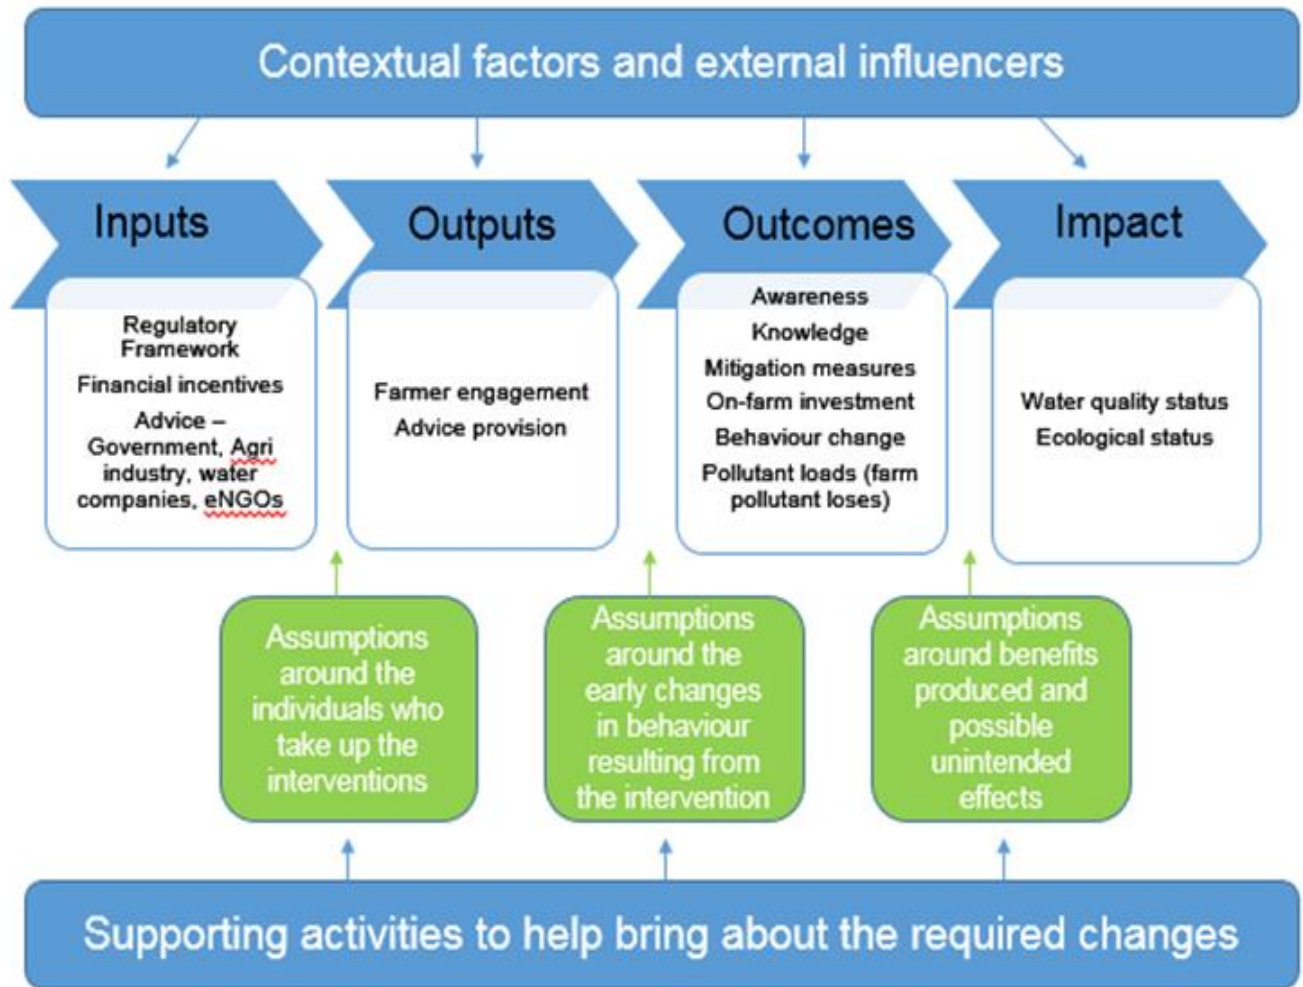 Contextual factors and external influencers
Inputs
Regulatory
Framework
Financial incentives
Advice –
Government, Agri
industry, water
companies, eNGOs
Outputs
Farmer engagement
Advice provision
Outcomes
Awareness
Knowledge
Mitigation measures
On-farm investment
Behaviour change
Pollutant loads (farm
pollutant loses)
Impact
Water quality status
Ecological status
Assumptions
around the
individuals who
take up the
interventions
Assumptions
around the
early changes
in behaviour
resulting from
the intervention
Assumptions
around benefits
produced and
possible
unintended
effects
Supporting activities to help bring about the required changes